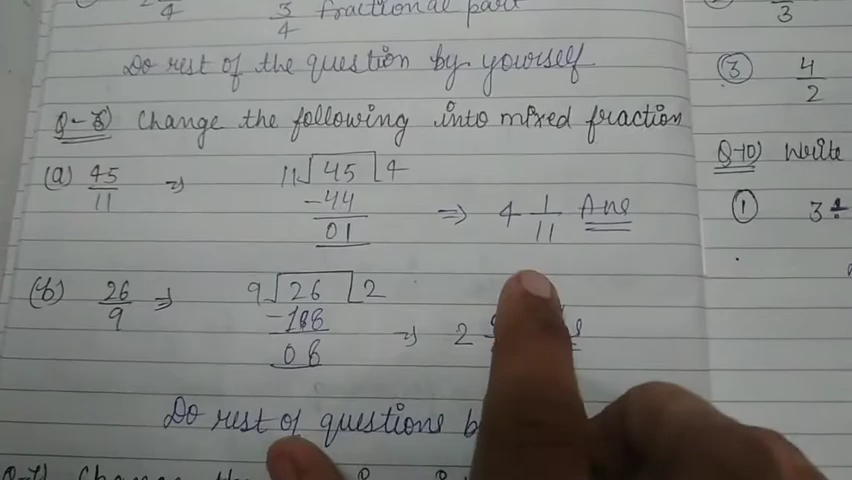 4
3/4 fractional part
Do rest of the question by yourself
Q-8) Change the following into mixed fraction
(a) 45/11 ⇒ 11 45 4
-44
01
⇒ 4 1/11 Ans
(b) 26/9 ⇒ 9 26 2
-18
08
⇒ 2
Do rest of questions b
3
③ 4/2
Q-10) Write
① 3÷